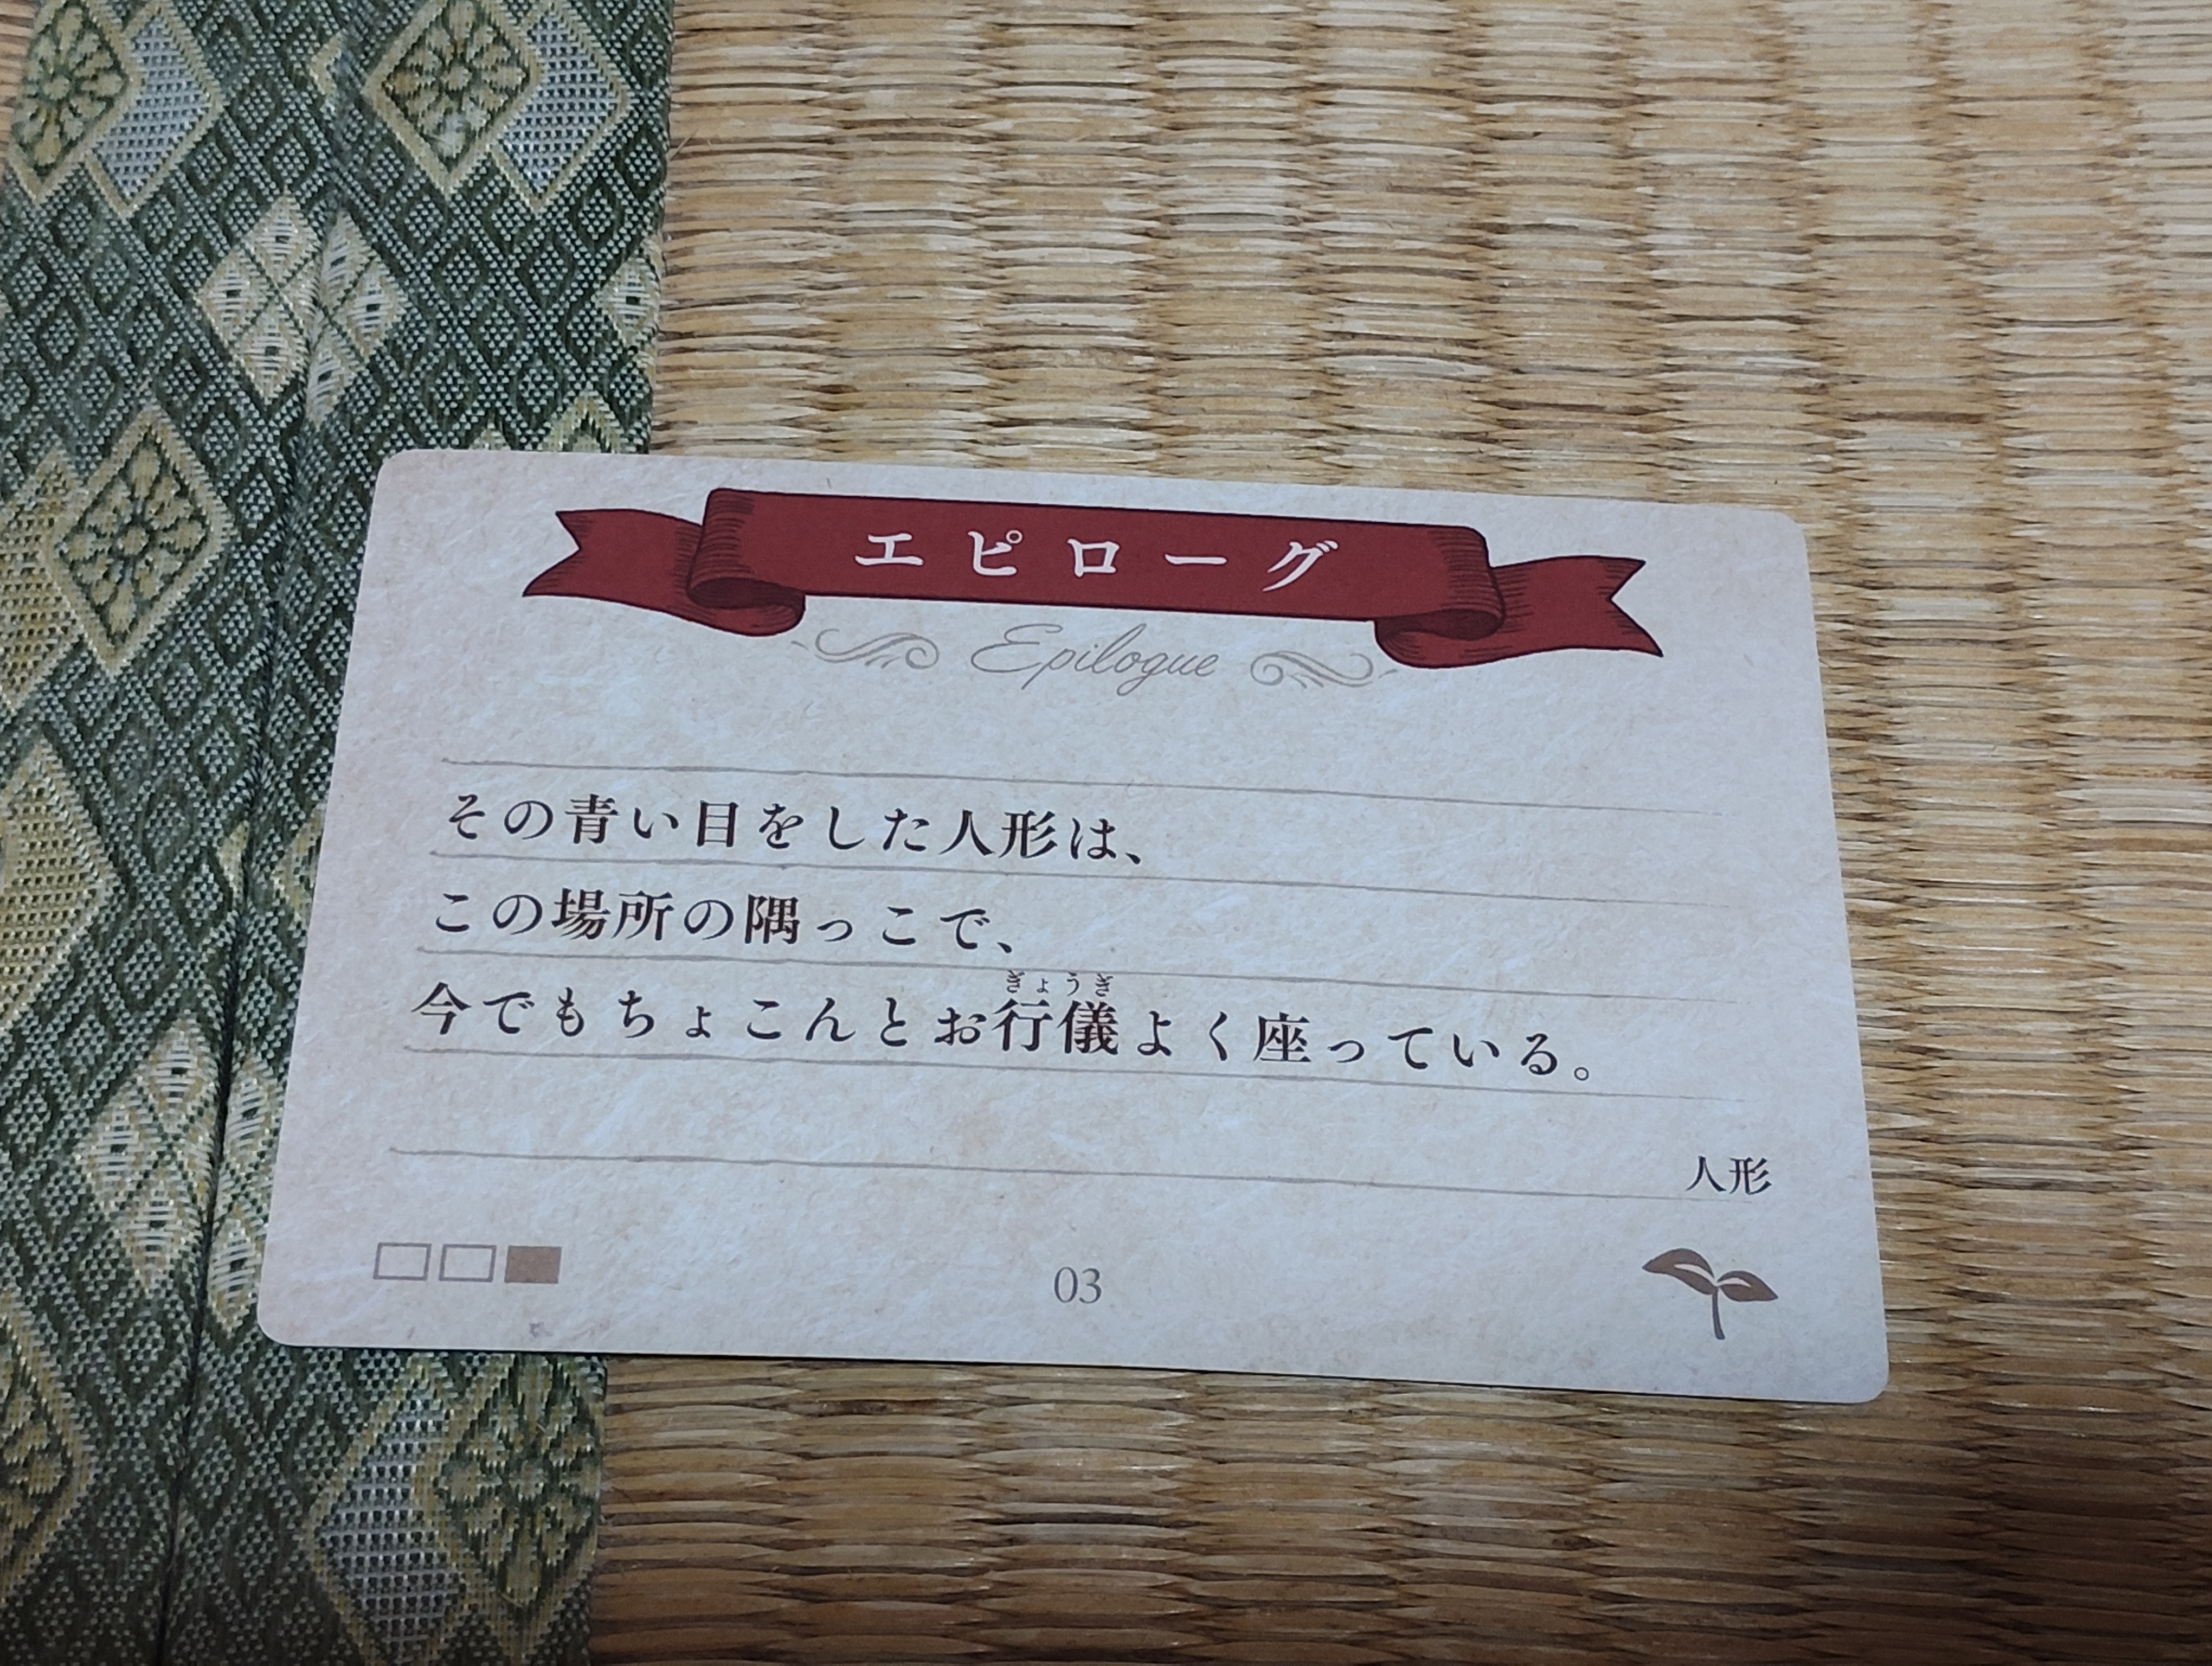 エピローグ
Epilogue
その青い目をした人形は、
この場所の隅っこで、
ぎょうぎ
今でもちょこんとお行儀よく座っている。
人形
03